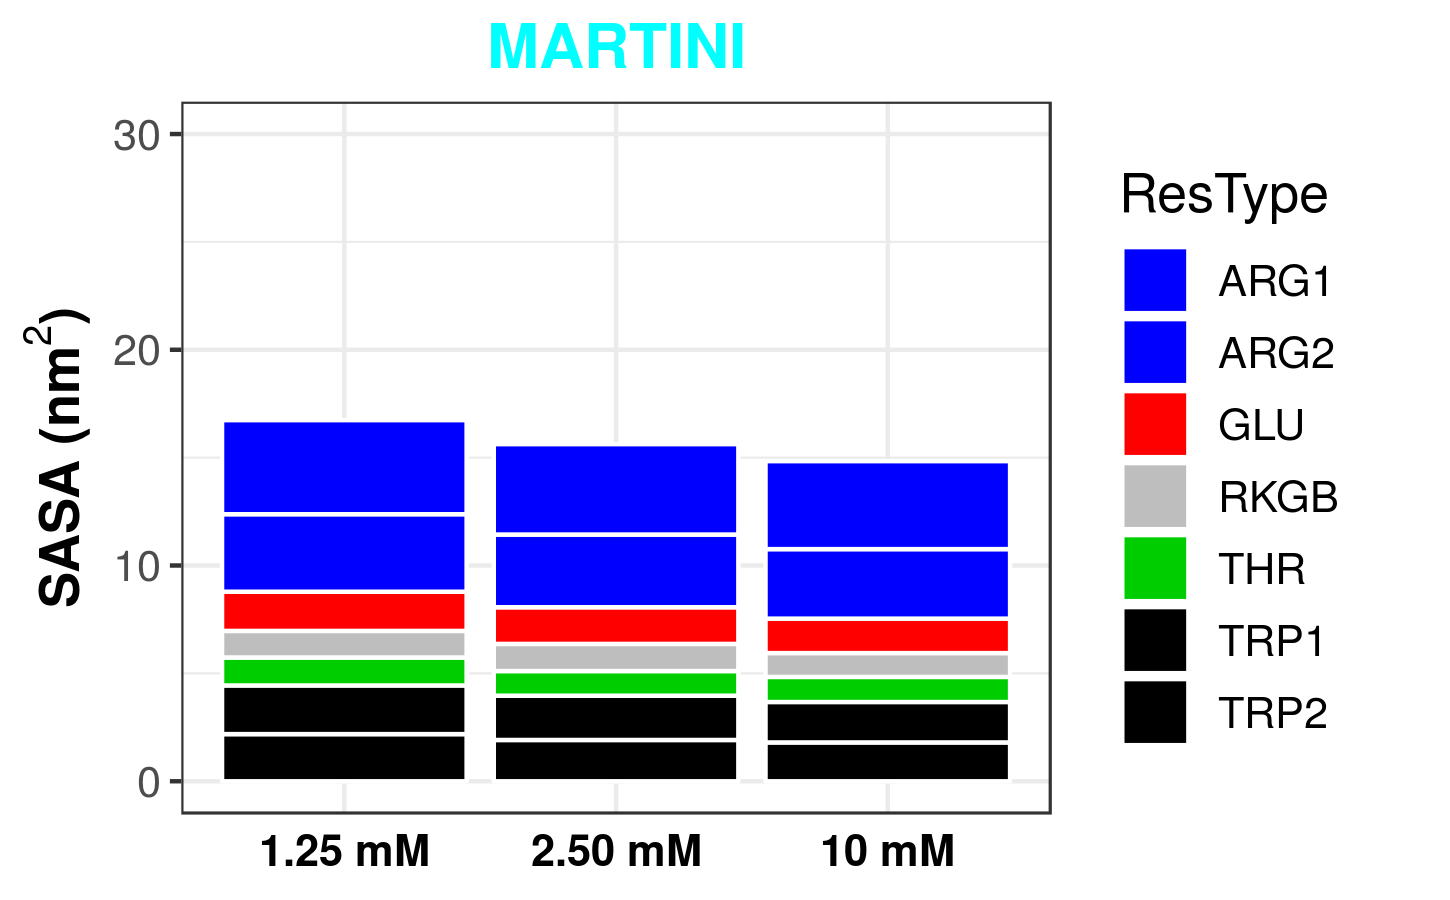 MARTINI
SASA (nm²)
30
20
10
0
1.25 mM
2.50 mM
10 mM
ResType
ARG1
ARG2
GLU
RKGB
THR
TRP1
TRP2